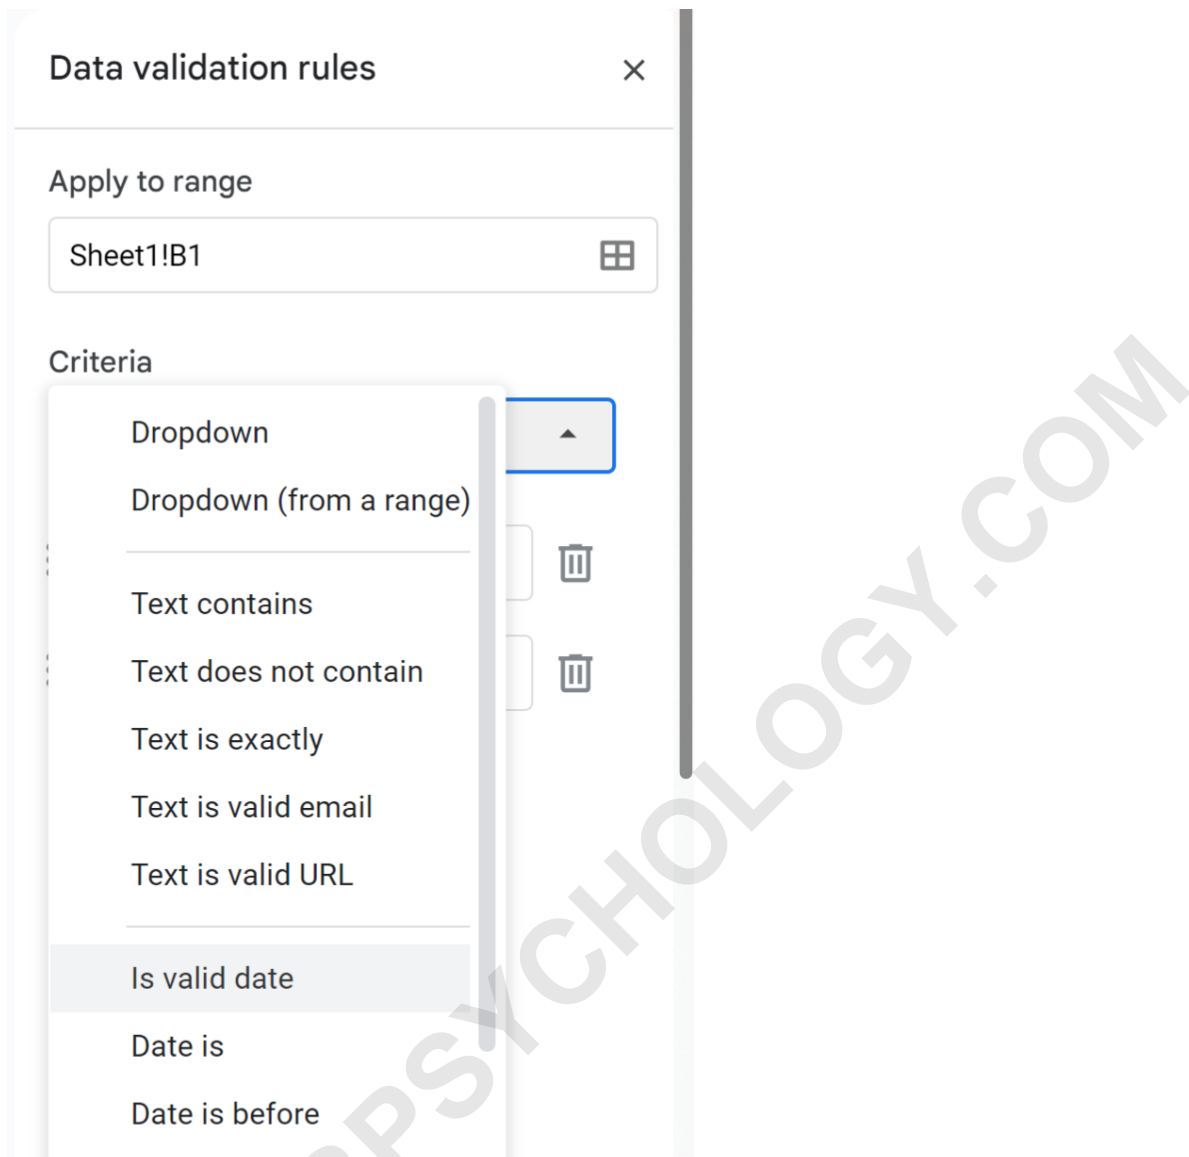 Data validation rules
Apply to range
Sheet1!B1
Criteria
Dropdown
Dropdown (from a range)
Text contains
Text does not contain
Text is exactly
Text is valid email
Text is valid URL
Is valid date
Date is
Date is before
PSYCHOLOGY.COM